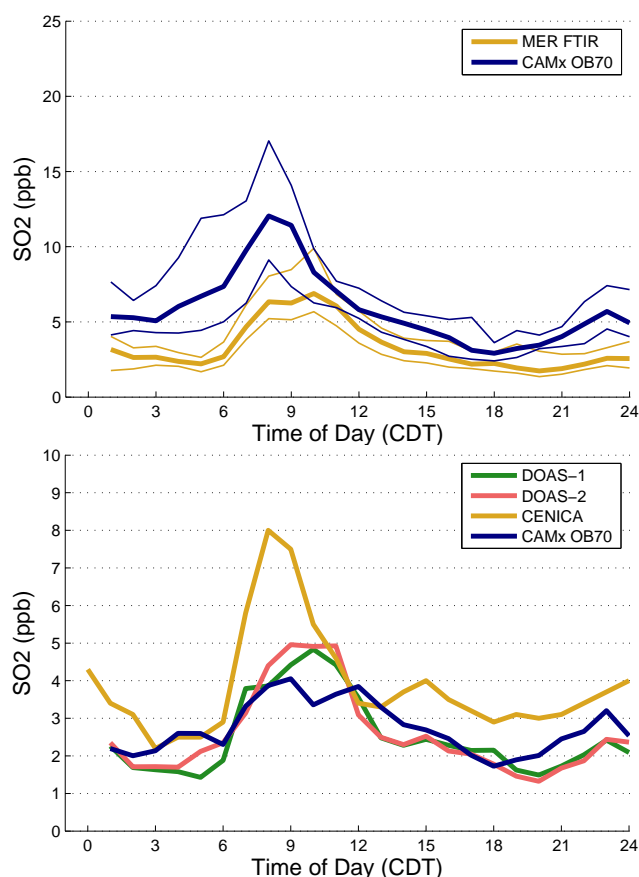 25
20
15
10
5
0
SO2 (ppb)
MER FTIR
CAMx OB70
0 3 6 9 12 15 18 21 24
Time of Day (CDT)
10
9
8
7
6
5
4
3
2
1
0
SO2 (ppb)
DOAS−1
DOAS−2
CENICA
CAMx OB70
0 3 6 9 12 15 18 21 24
Time of Day (CDT)